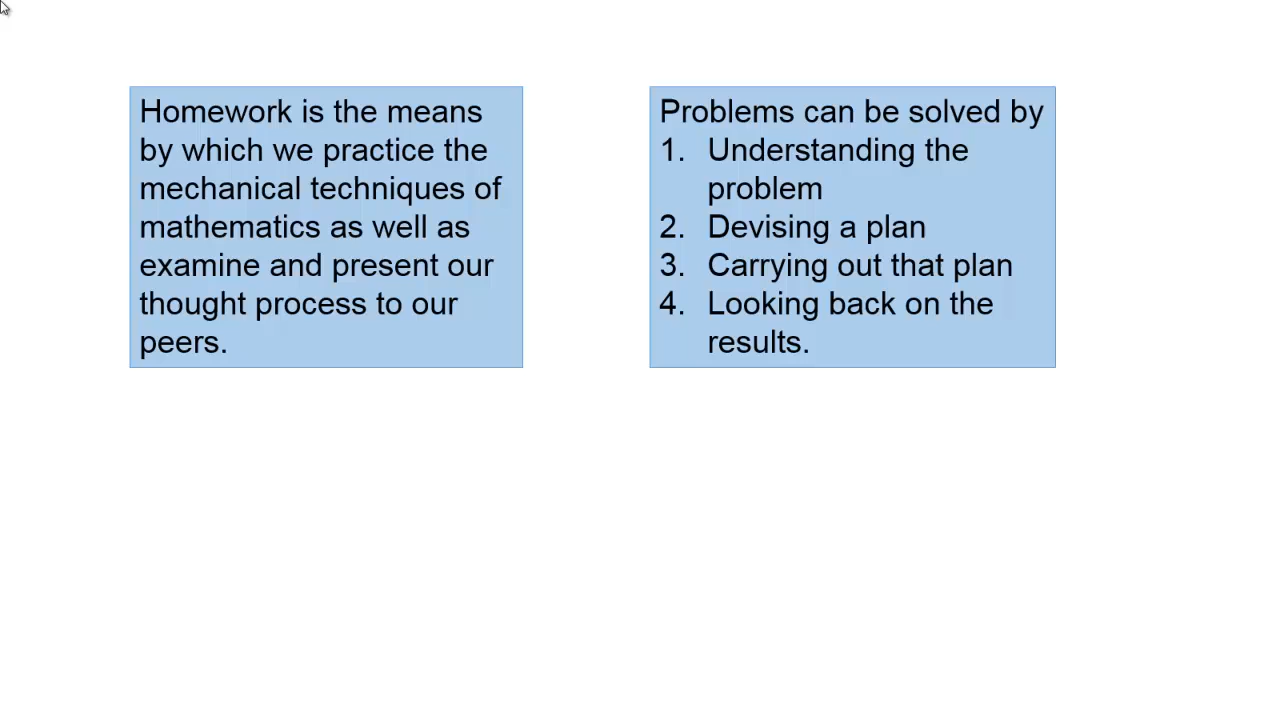 Homework is the means
by which we practice the
mechanical techniques of
mathematics as well as
examine and present our
thought process to our
peers.
Problems can be solved by
1. Understanding the
problem
2. Devising a plan
3. Carrying out that plan
4. Looking back on the
results.